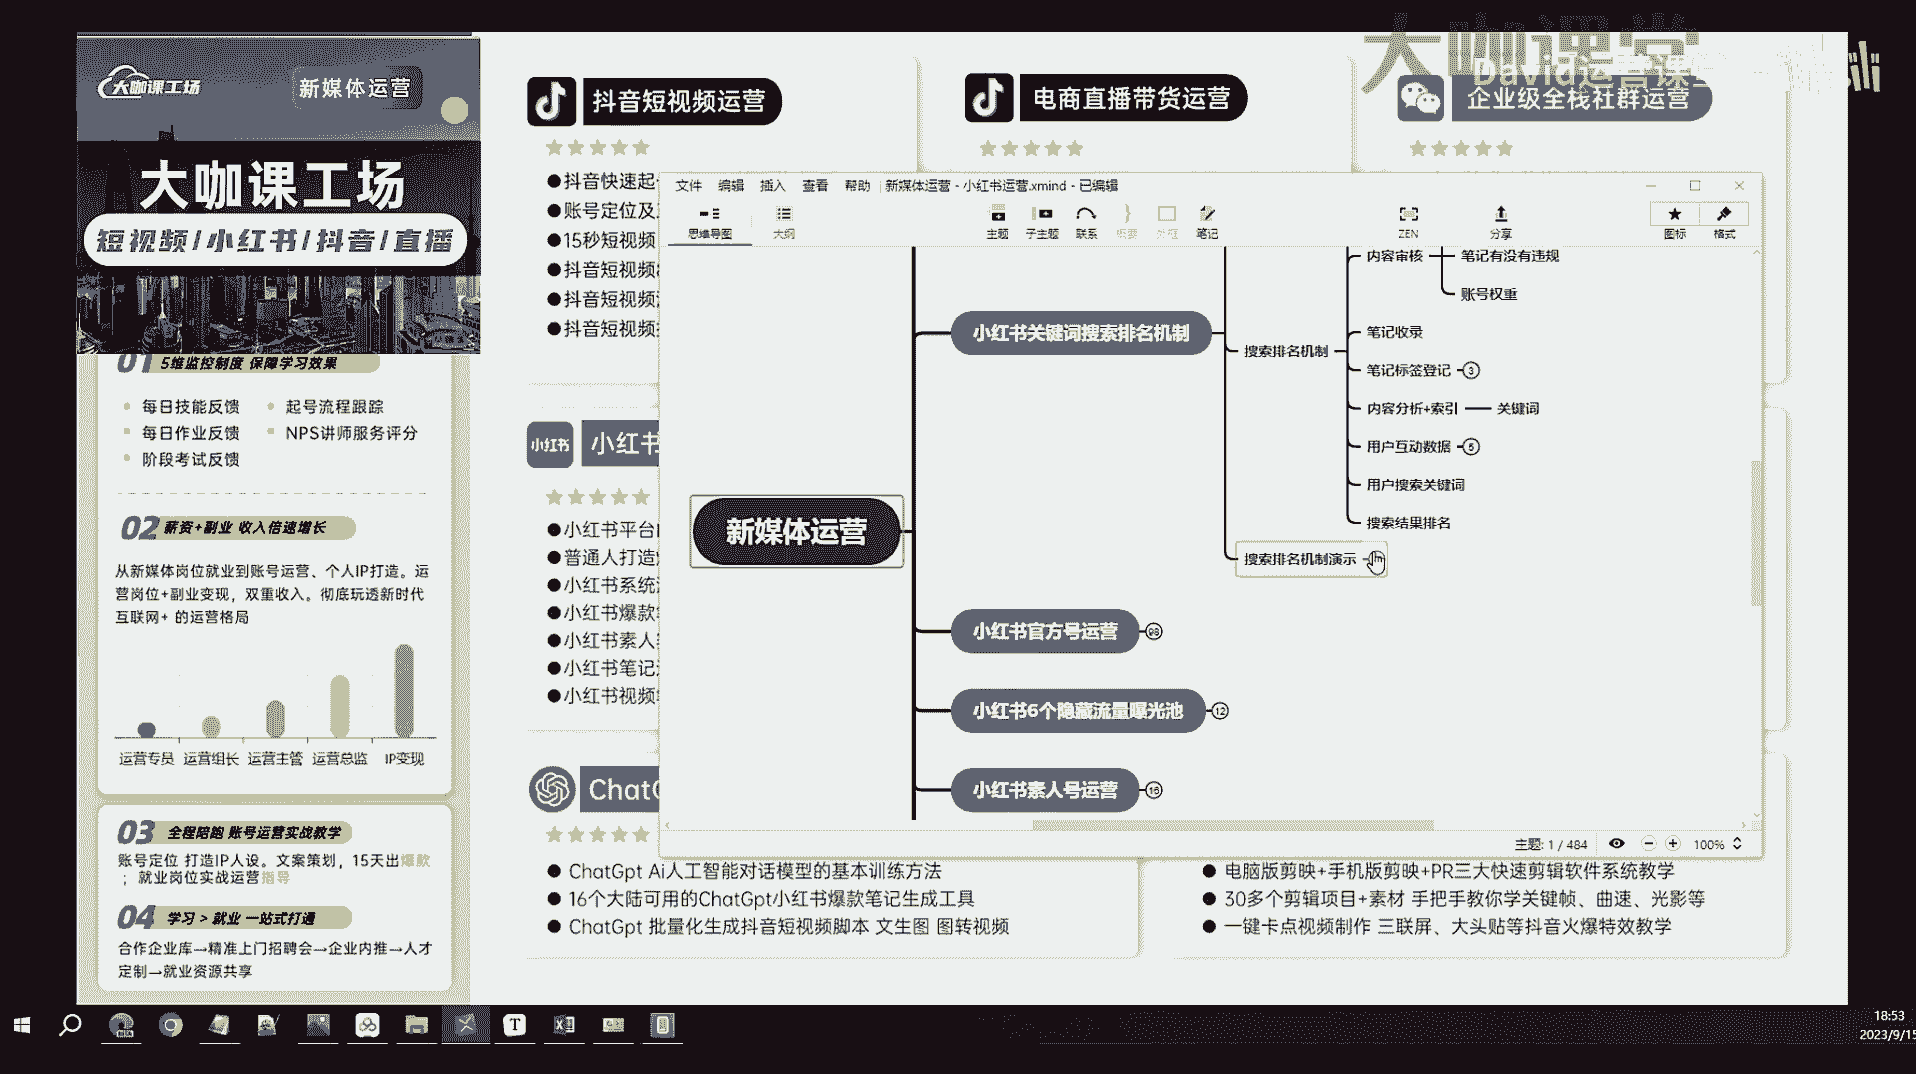 大咖课工场
新媒体运营
大咖课工场
短视频/小红书/抖音/直播
01 5维监控制度 保障学习效果
每日技能反馈
起号流程跟踪
每日作业反馈
NPS讲师服务评分
阶段考试反馈
02 薪资+副业 收入倍速增长
从新媒体岗位就业到账号运营、个人IP打造。运
营岗位+副业变现，双重收入。彻底玩透新时代
互联网+ 的运营格局
运营专员 运营组长 运营主管 运营总监 IP变现
03 全程陪跑 账号运营实战教学
账号定位 打造IP人设。文案策划，15天出爆款
；就业岗位实战运营指导
04 学习 > 就业 一站式打通
合作企业库→精准上门招聘会→企业内推→人才
定制→就业资源共享
抖音短视频运营
电商直播带货运营
大咖课堂
David运营课堂
企业级全栈社群运营
●抖音快速起
●账号定位及
●15秒短视频
●抖音短视频
●抖音短视频
●抖音短视频
小红书
小红书
●小红书平台
●普通人打造
●小红书系统
●小红书爆款
●小红书素人
●小红书笔记
●小红书视频
文件 编辑 插入 查看 帮助 新媒体运营 - 小红书运营.xmind - 已编辑
思维导图 大纲 主题 子主题 联系 概要 外框 笔记 ZEN 分享 图标 格式
内容审核
笔记有没有违规
账号权重
小红书关键词搜索排名机制
搜索排名机制
笔记收录
笔记标签登记 3
内容分析+索引 关键词
用户互动数据 5
用户搜索关键词
搜索结果排名
新媒体运营
搜索排名机制演示
小红书官方号运营 98
小红书6个隐藏流量曝光池 12
小红书素人号运营 16
主题: 1 / 484 100%
ChatG
● ChatGpt Ai人工智能对话模型的基本训练方法
● 16个大陆可用的ChatGpt小红书爆款笔记生成工具
● ChatGpt 批量化生成抖音短视频脚本 文生图 图转视频
● 电脑版剪映+手机版剪映+PR三大快速剪辑软件系统教学
● 30多个剪辑项目+素材 手把手教你学关键帧、曲速、光影等
● 一键卡点视频制作 三联屏、大头贴等抖音火爆特效教学
18:53
2023/9/15